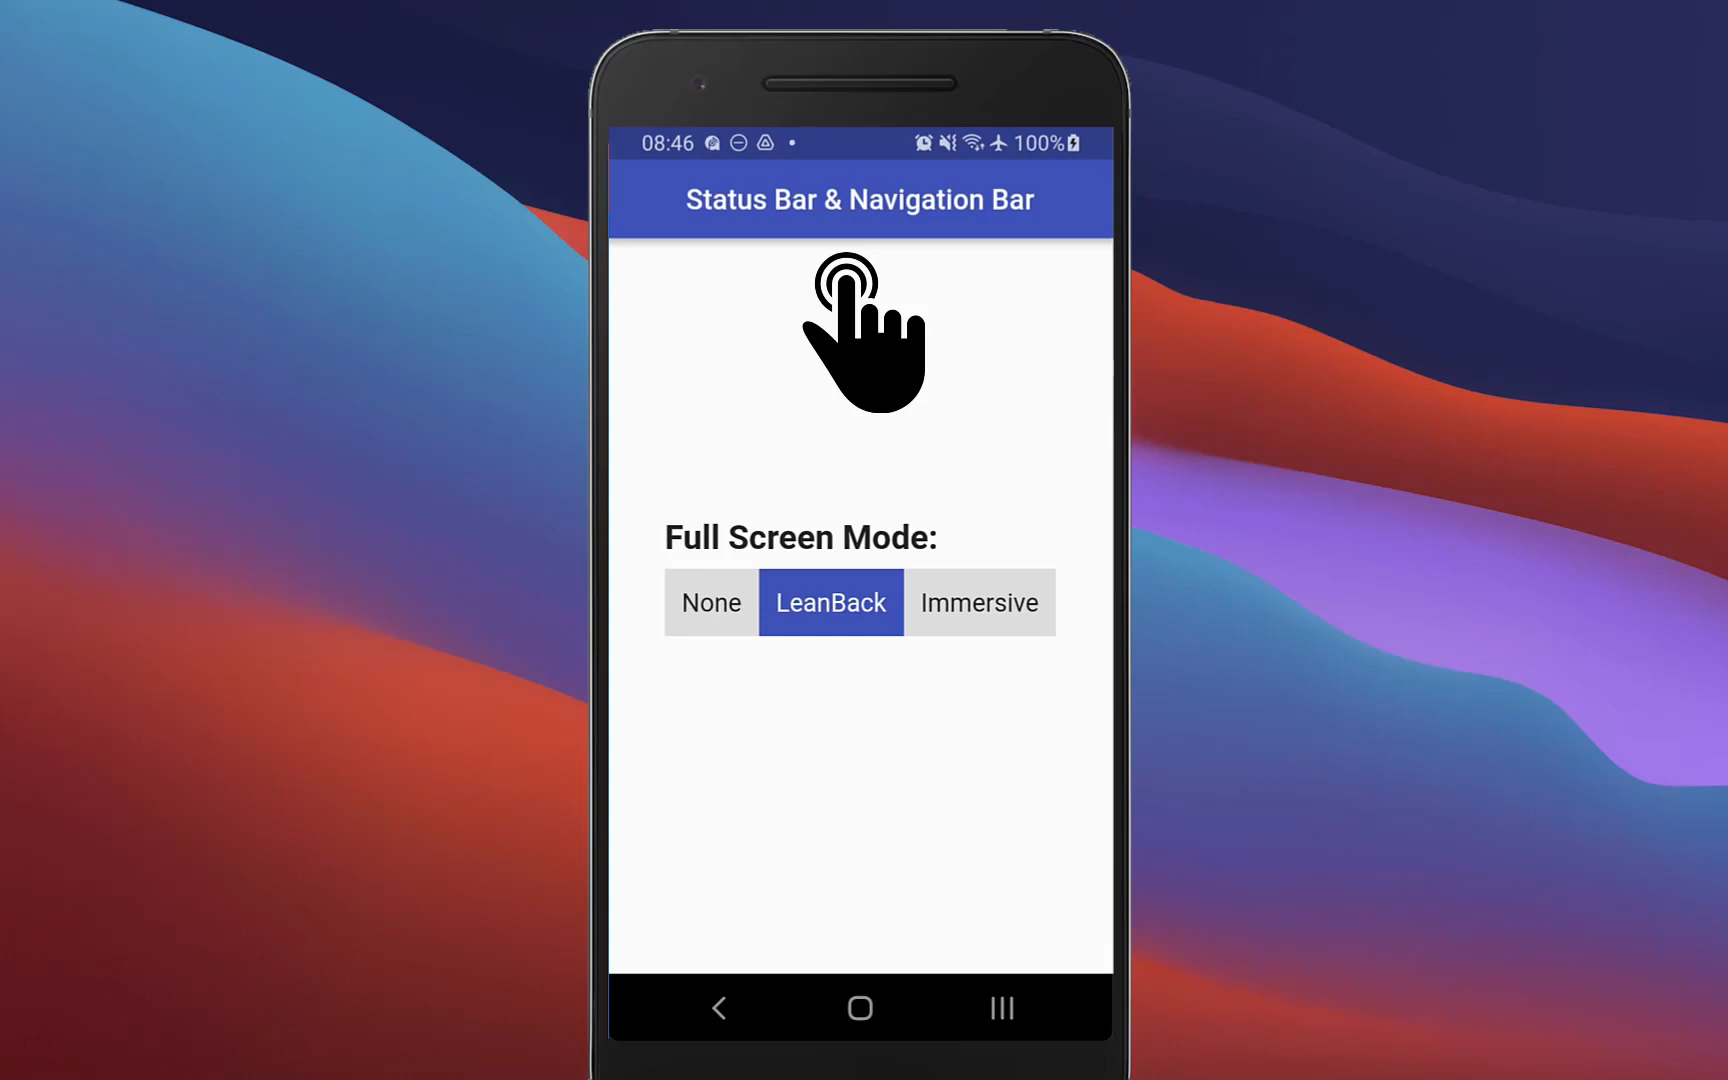 08:46 100%
Status Bar & Navigation Bar
Full Screen Mode:
None LeanBack Immersive